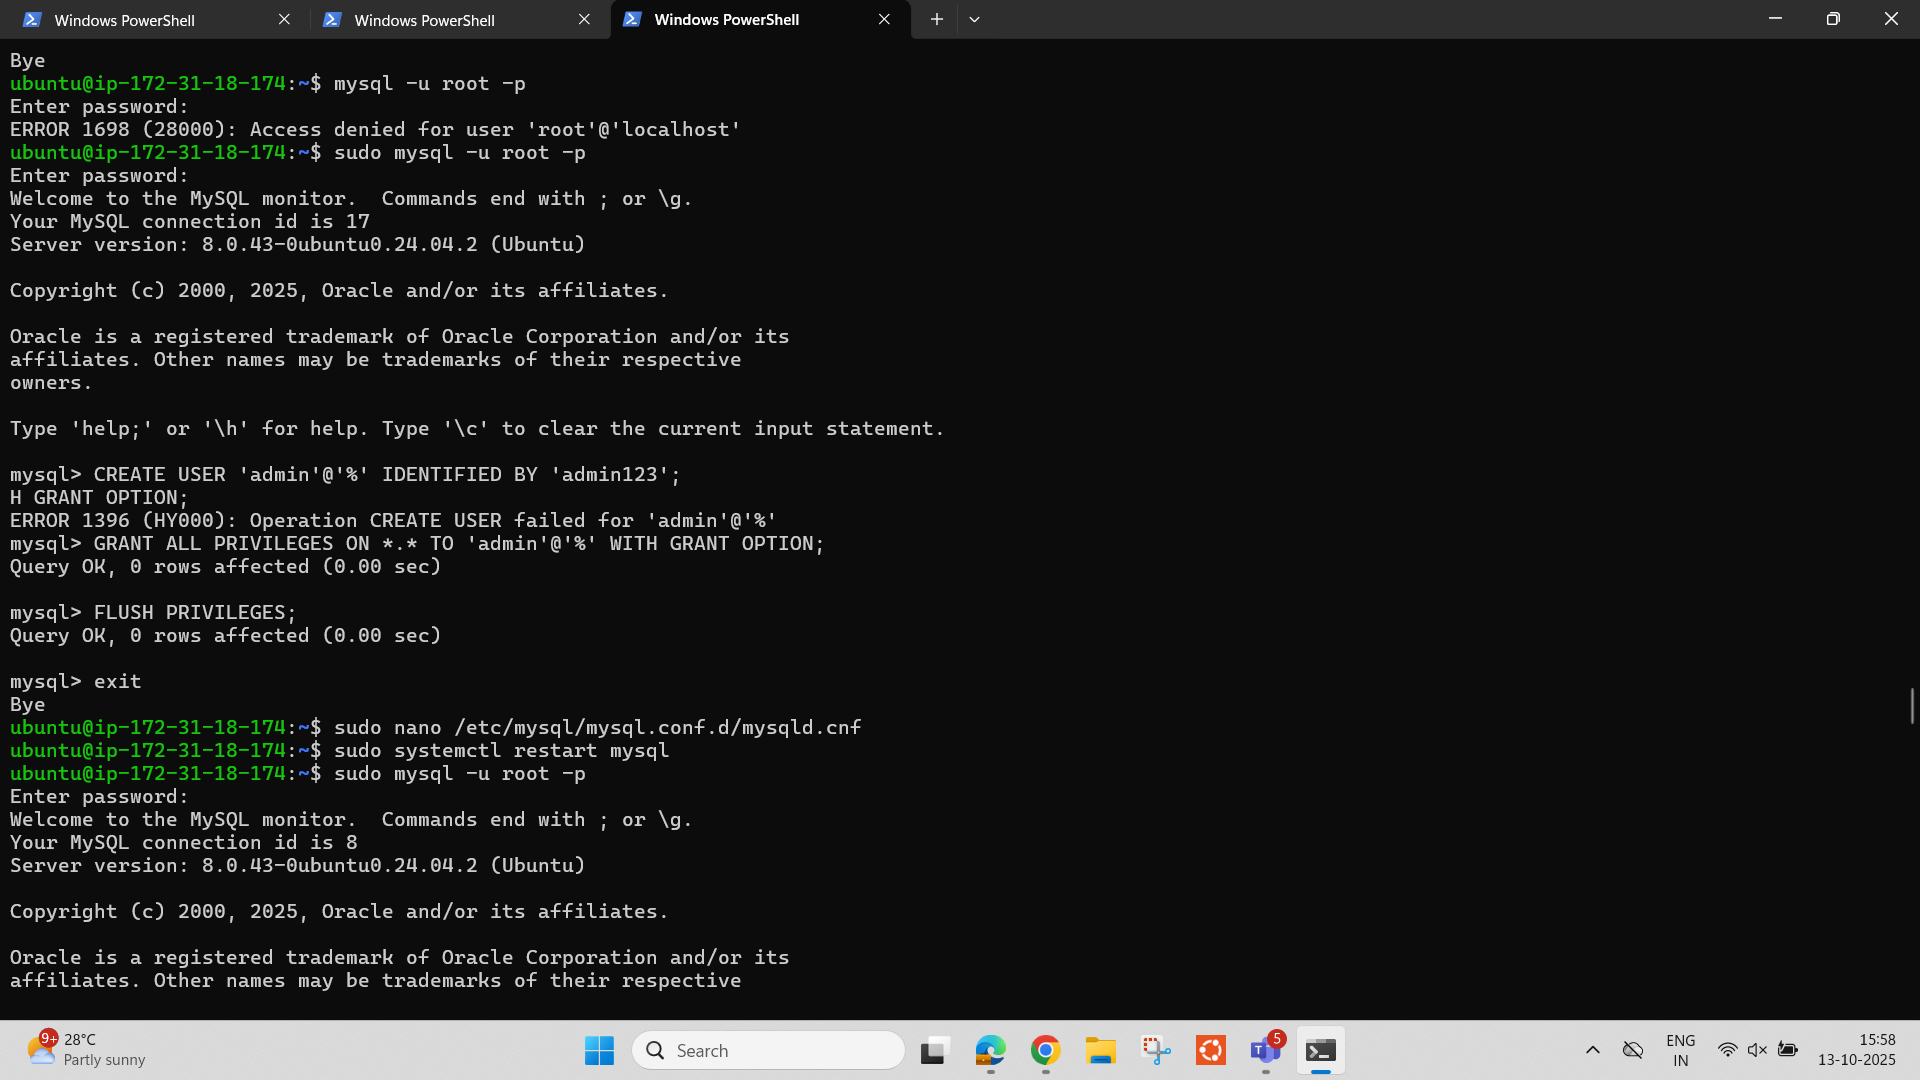 Windows PowerShell
Windows PowerShell
Windows PowerShell
Bye
ubuntu@ip-172-31-18-174:~$ mysql -u root -p
Enter password:
ERROR 1698 (28000): Access denied for user 'root'@'localhost'
ubuntu@ip-172-31-18-174:~$ sudo mysql -u root -p
Enter password:
Welcome to the MySQL monitor.  Commands end with ; or \g.
Your MySQL connection id is 17
Server version: 8.0.43-0ubuntu0.24.04.2 (Ubuntu)
Copyright (c) 2000, 2025, Oracle and/or its affiliates.
Oracle is a registered trademark of Oracle Corporation and/or its
affiliates. Other names may be trademarks of their respective
owners.
Type 'help;' or '\h' for help. Type '\c' to clear the current input statement.
mysql> CREATE USER 'admin'@'%' IDENTIFIED BY 'admin123';
H GRANT OPTION;
ERROR 1396 (HY000): Operation CREATE USER failed for 'admin'@'%'
mysql> GRANT ALL PRIVILEGES ON *.* TO 'admin'@'%' WITH GRANT OPTION;
Query OK, 0 rows affected (0.00 sec)
mysql> FLUSH PRIVILEGES;
Query OK, 0 rows affected (0.00 sec)
mysql> exit
Bye
ubuntu@ip-172-31-18-174:~$ sudo nano /etc/mysql/mysql.conf.d/mysqld.cnf
ubuntu@ip-172-31-18-174:~$ sudo systemctl restart mysql
ubuntu@ip-172-31-18-174:~$ sudo mysql -u root -p
Enter password:
Welcome to the MySQL monitor.  Commands end with ; or \g.
Your MySQL connection id is 8
Server version: 8.0.43-0ubuntu0.24.04.2 (Ubuntu)
Copyright (c) 2000, 2025, Oracle and/or its affiliates.
Oracle is a registered trademark of Oracle Corporation and/or its
affiliates. Other names may be trademarks of their respective
9+
28°C
Partly sunny
Search
5
ENG
IN
15:58
13-10-2025